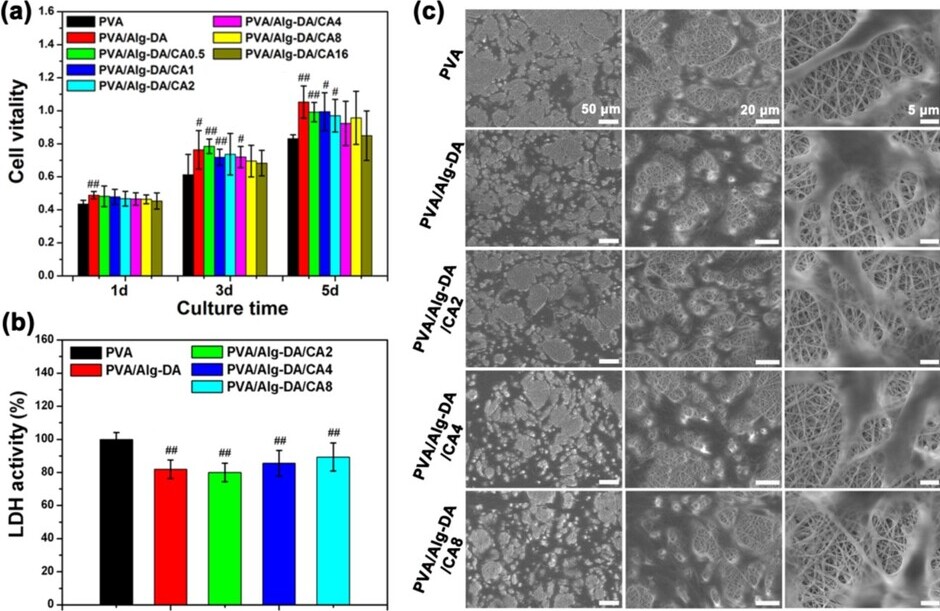 (a)
Cell vitality
1.6
1.4
1.2
1.0
0.8
0.6
0.4
0.2
0.0
PVA
PVA/Alg-DA
PVA/Alg-DA/CA0.5
PVA/Alg-DA/CA1
PVA/Alg-DA/CA2
PVA/Alg-DA/CA4
PVA/Alg-DA/CA8
PVA/Alg-DA/CA16
##
#
##
##
#
##
##
#
#
1d
3d
5d
Culture time
(b)
LDH activity (%)
160
140
120
100
80
60
40
20
0
PVA
PVA/Alg-DA
PVA/Alg-DA/CA2
PVA/Alg-DA/CA4
PVA/Alg-DA/CA8
##
##
##
##
(c)
PVA
50 µm
20 µm
5 µm
PVA/Alg-DA
PVA/Alg-DA
/CA2
PVA/Alg-DA
/CA4
PVA/Alg-DA
/CA8